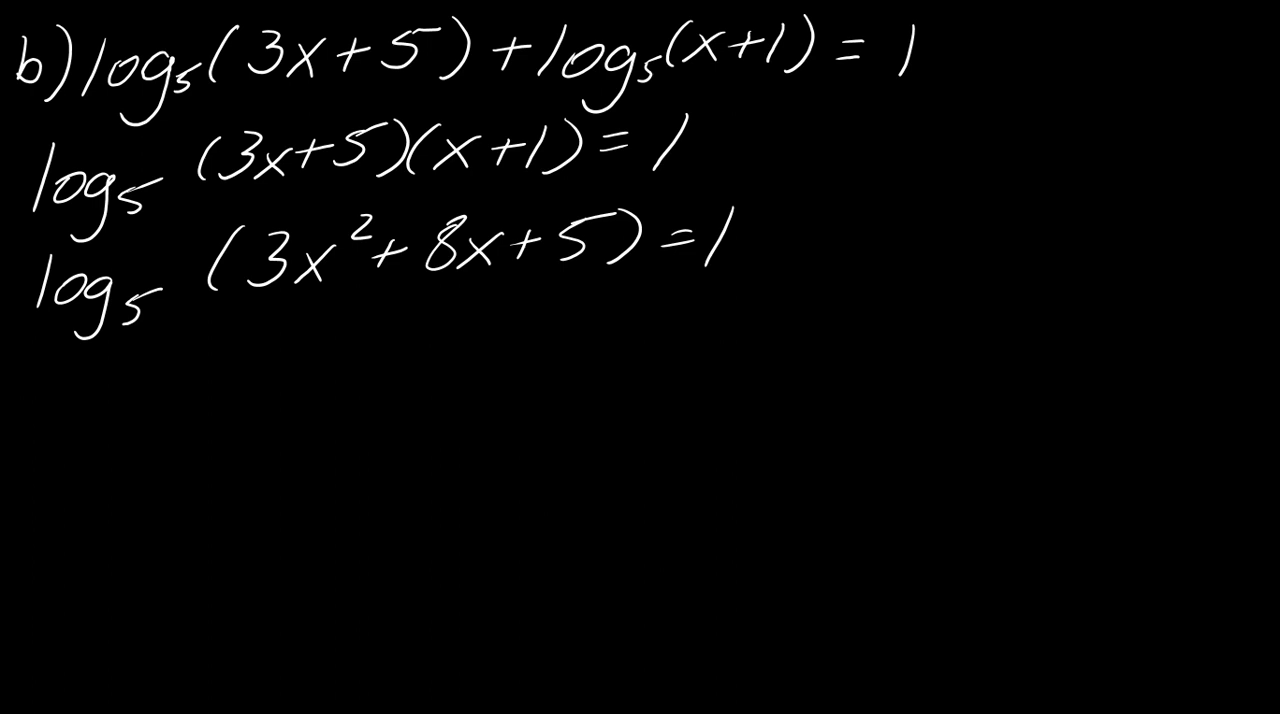 b) log₅(3x+5)+log₅(x+1)=1
log₅ (3x+5)(x+1)=1
log₅ (3x²+8x+5)=1